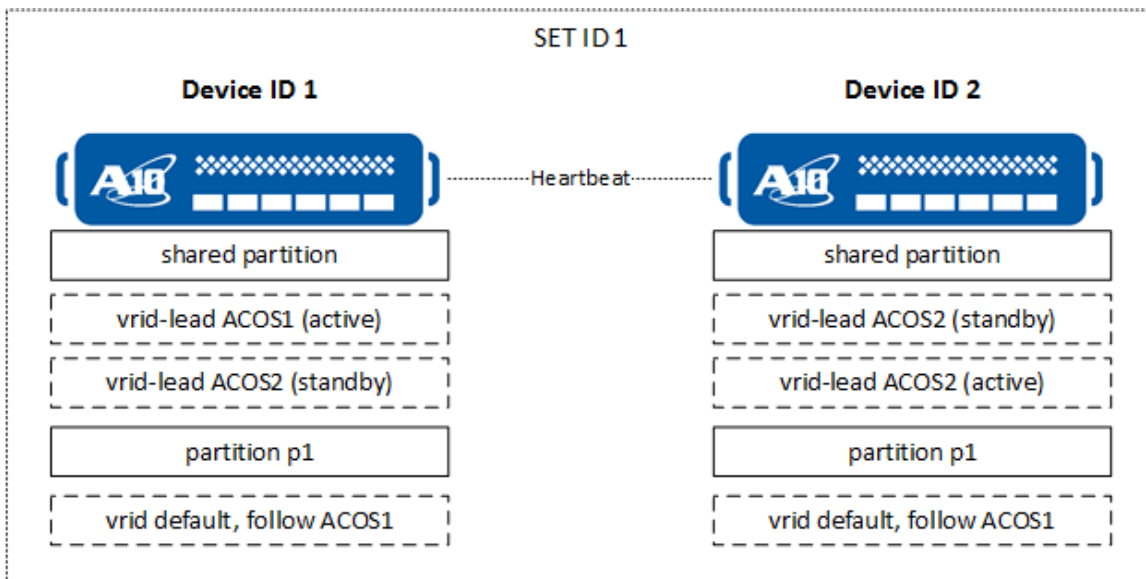 SET ID 1
Device ID 1
Device ID 2
A10
Heartbeat
A10
shared partition
shared partition
vrid-lead ACOS1 (active)
vrid-lead ACOS2 (standby)
vrid-lead ACOS2 (standby)
vrid-lead ACOS2 (active)
partition p1
partition p1
vrid default, follow ACOS1
vrid default, follow ACOS1